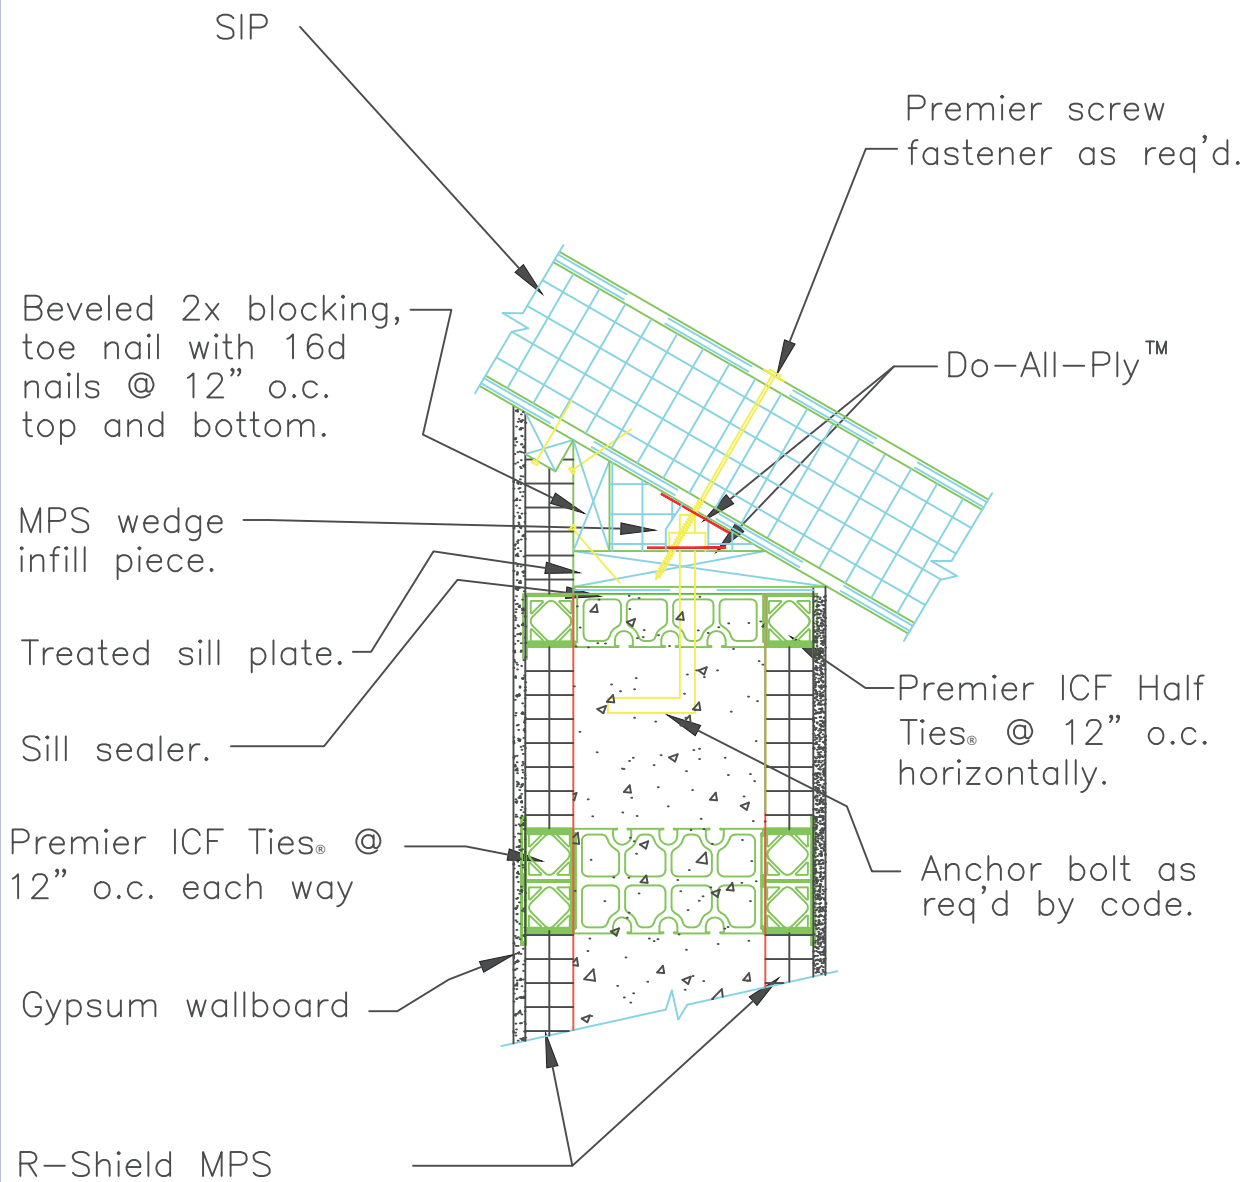 SIP
Premier screw
fastener as req'd.
Beveled 2x blocking,
toe nail with 16d
nails @ 12" o.c.
top and bottom.
Do-All-Ply™
MPS wedge
infill piece.
Treated sill plate.
Sill sealer.
Premier ICF Half
Ties® @ 12" o.c.
horizontally.
Premier ICF Ties® @
12" o.c. each way
Anchor bolt as
req'd by code.
Gypsum wallboard
R-Shield MPS